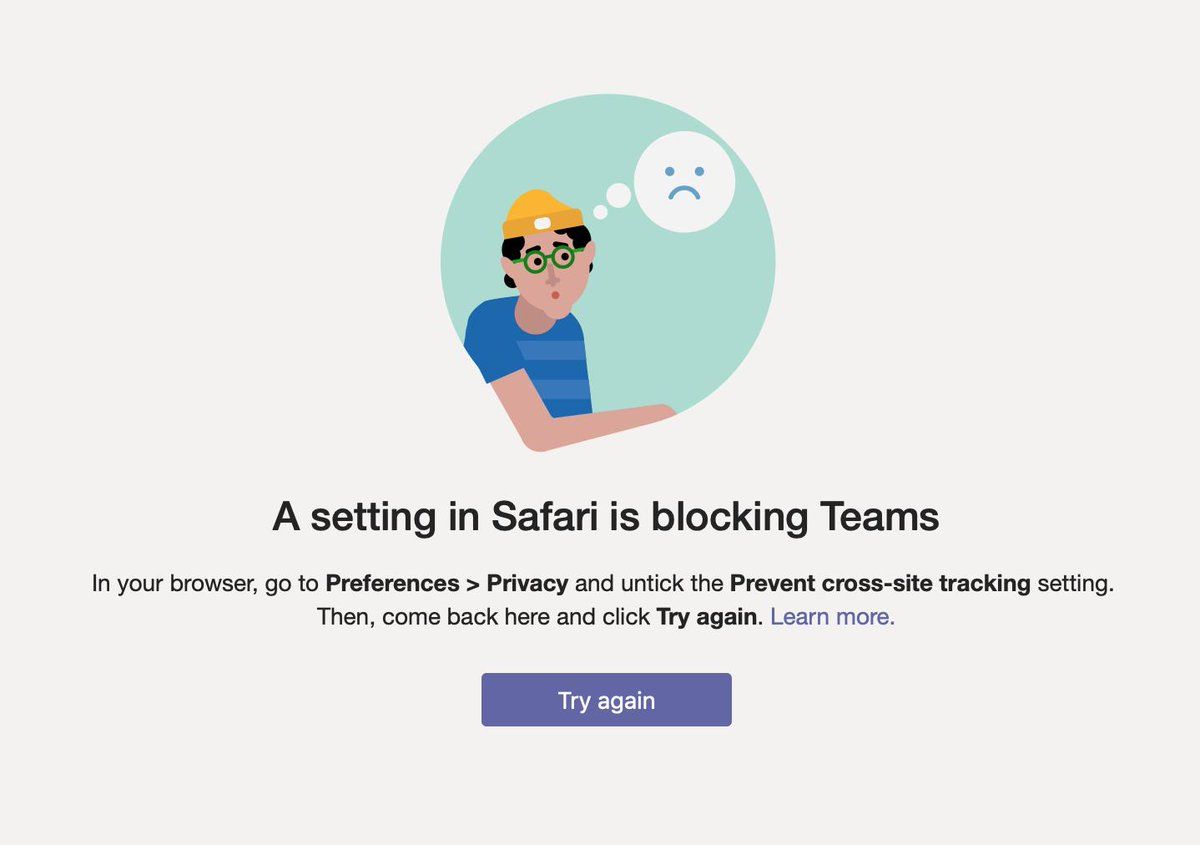 A setting in Safari is blocking Teams
In your browser, go to Preferences > Privacy and untick the Prevent cross-site tracking setting.
Then, come back here and click Try again. Learn more.
Try again